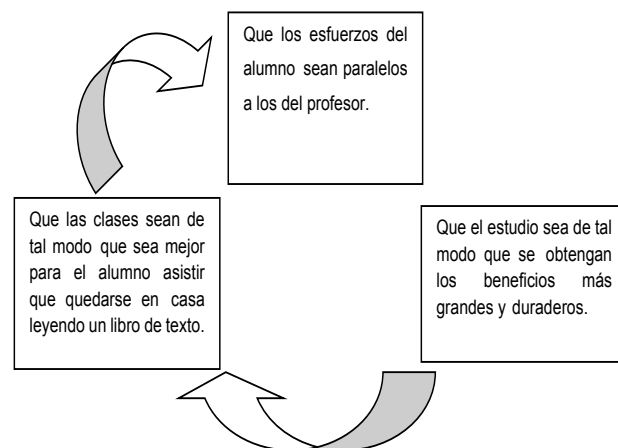 Que los esfuerzos del
alumno sean paralelos
a los del profesor.
Que las clases sean de
tal modo que sea mejor
para el alumno asistir
que quedarse en casa
leyendo un libro de texto.
Que el estudio sea de tal
modo que se obtengan
los beneficios más
grandes y duraderos.